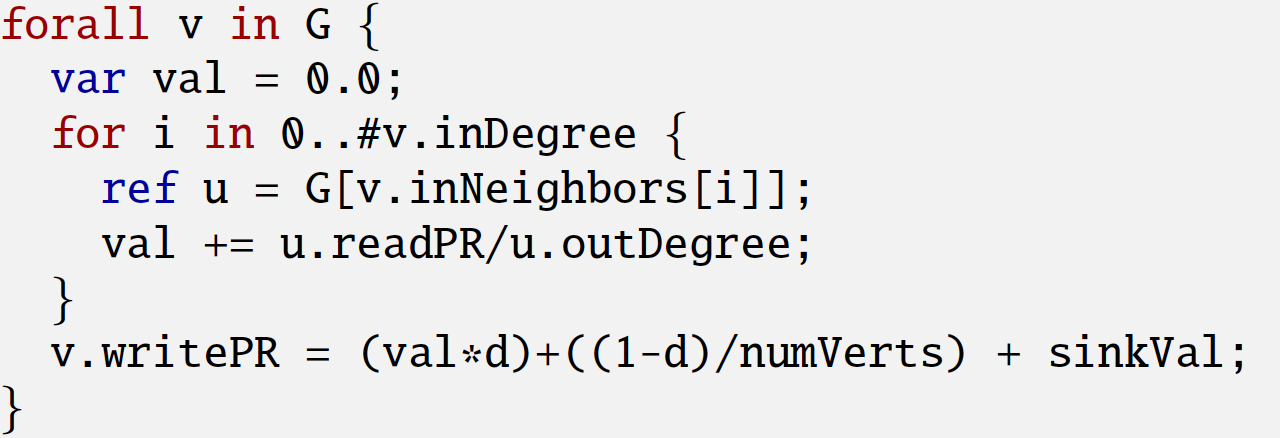 forall v in G {
  var val = 0.0;
  for i in 0..#v.inDegree {
    ref u = G[v.inNeighbors[i]];
    val += u.readPR/u.outDegree;
  }
  v.writePR = (val*d)+((1-d)/numVerts) + sinkVal;
}